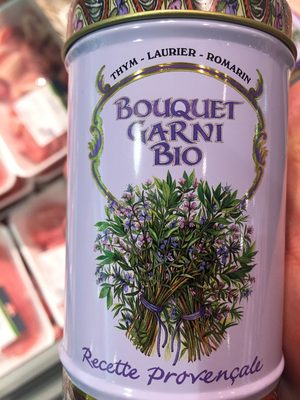 THYM - LAURIER - ROMARIN
BOUQUET
GARNI
BIO
Recette Provençale